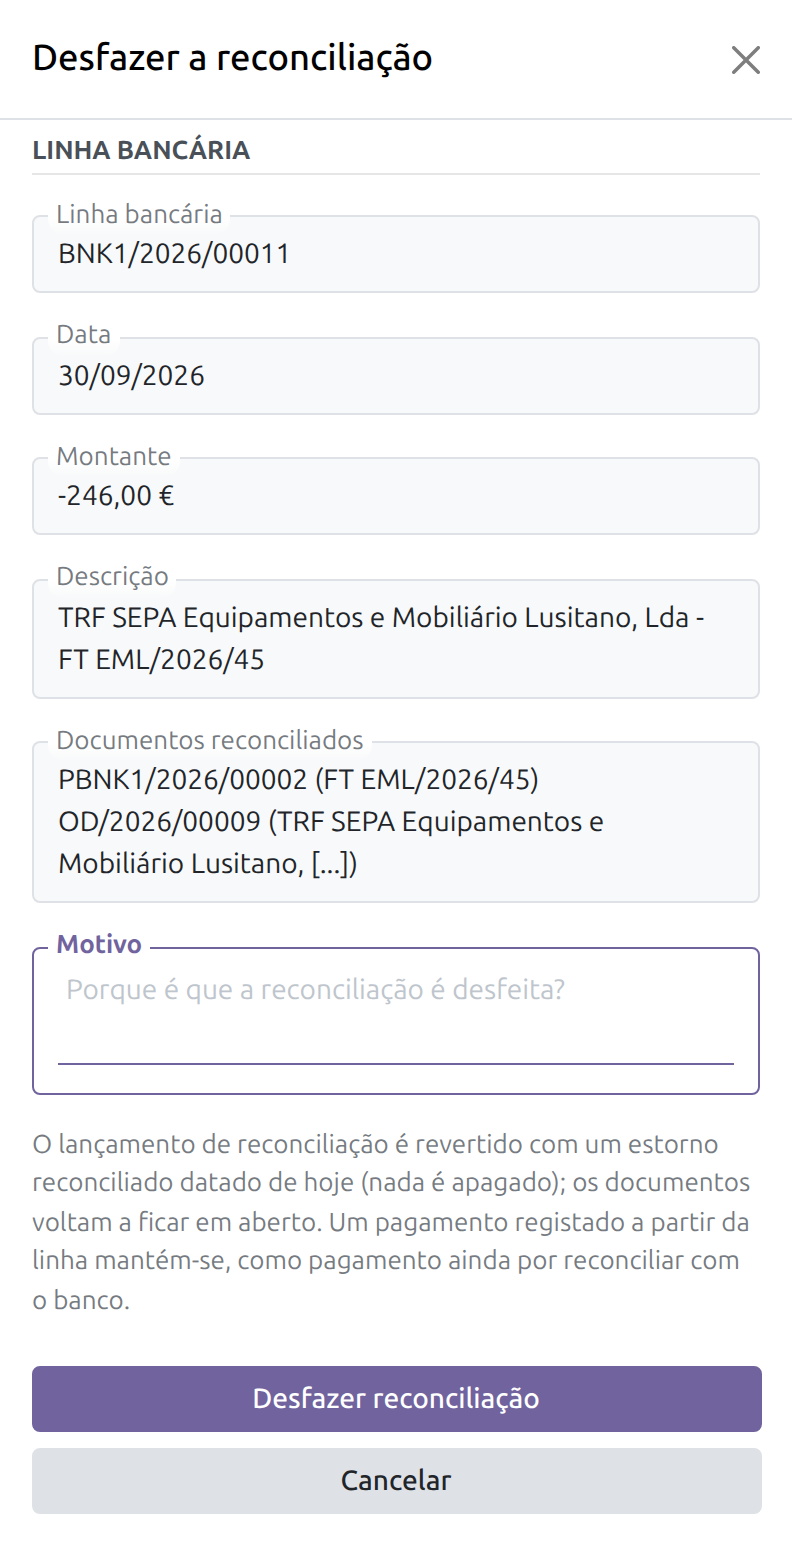 Desfazer a reconciliação
LINHA BANCÁRIA
Linha bancária
BNK1/2026/00011
Data
30/09/2026
Montante
-246,00 €
Descrição
TRF SEPA Equipamentos e Mobiliário Lusitano, Lda -
FT EML/2026/45
Documentos reconciliados
PBNK1/2026/00002 (FT EML/2026/45)
OD/2026/00009 (TRF SEPA Equipamentos e
Mobiliário Lusitano, [...])
Motivo
Porque é que a reconciliação é desfeita?
O lançamento de reconciliação é revertido com um estorno
reconciliado datado de hoje (nada é apagado); os documentos
voltam a ficar em aberto. Um pagamento registado a partir da
linha mantém-se, como pagamento ainda por reconciliar com
o banco.
Desfazer reconciliação
Cancelar